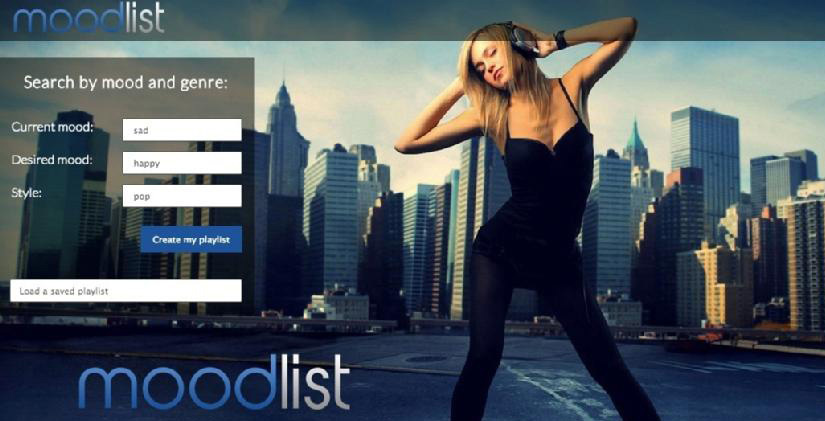 moodlist
Search by mood and genre:
Current mood: sad
Desired mood: happy
Style: pop
Create my playlist
Load a saved playlist
moodlist